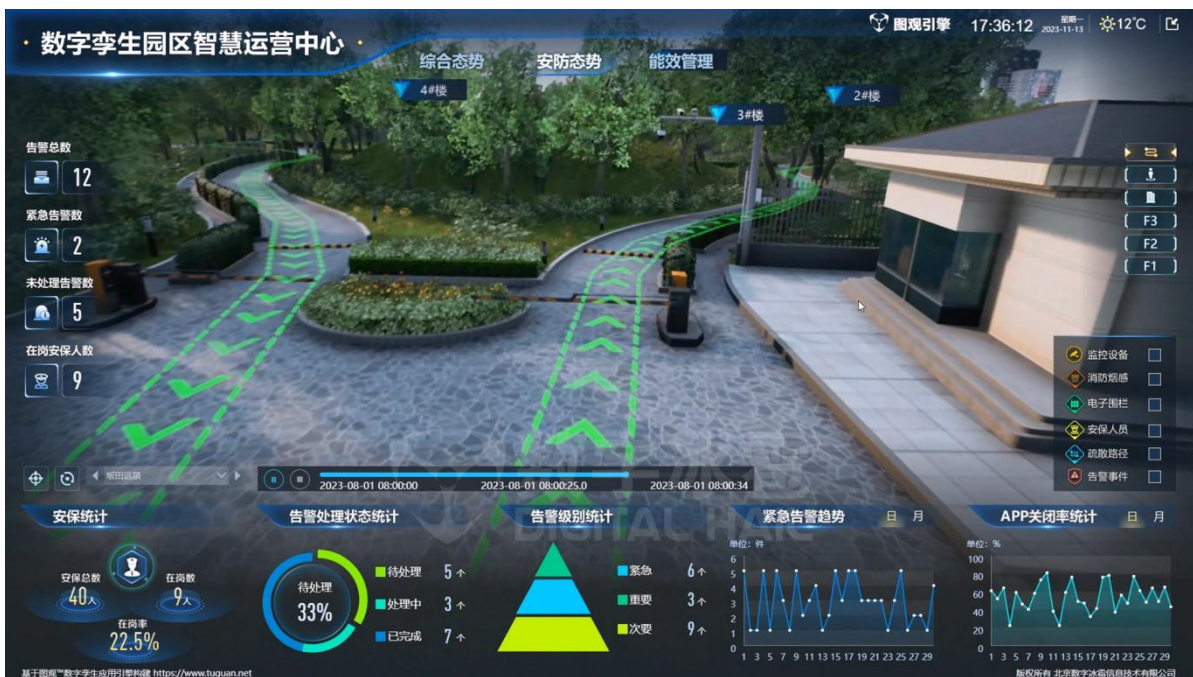 数字孪生园区智慧运营中心
图观引擎 17:36:12 星期一 2023-11-13 12℃
综合态势 安防态势 能效管理
4#楼
3#楼
2#楼
告警总数
12
紧急告警数
2
未处理告警数
5
在岗安保人数
9
F3
F2
F1
监控设备
消防烟感
电子围栏
安保人员
疏散路径
告警事件
坂田远景
2023-08-01 08:00:00 2023-08-01 08:00:25.0 2023-08-01 08:00:34
DIGITAL HAIL
安保统计
安保总数
40人
在岗数
9人
在岗率
22.5%
告警处理状态统计
待处理
33%
待处理 5个
处理中 3个
已完成 7个
告警级别统计
紧急 6个
重要 3个
次要 9个
紧急告警趋势 日 月
单位: 件
6
5
4
3
2
1
0
1 3 5 7 9 11 13 15 17 19 21 23 25 27 29
APP关闭率统计 日 月
单位: %
100
80
60
40
20
0
1 3 5 7 9 11 13 15 17 19 21 23 25 27 29
基于图观™数字孪生应用引擎构建 https://www.tuguan.net
版权所有 北京数字冰雹信息技术有限公司